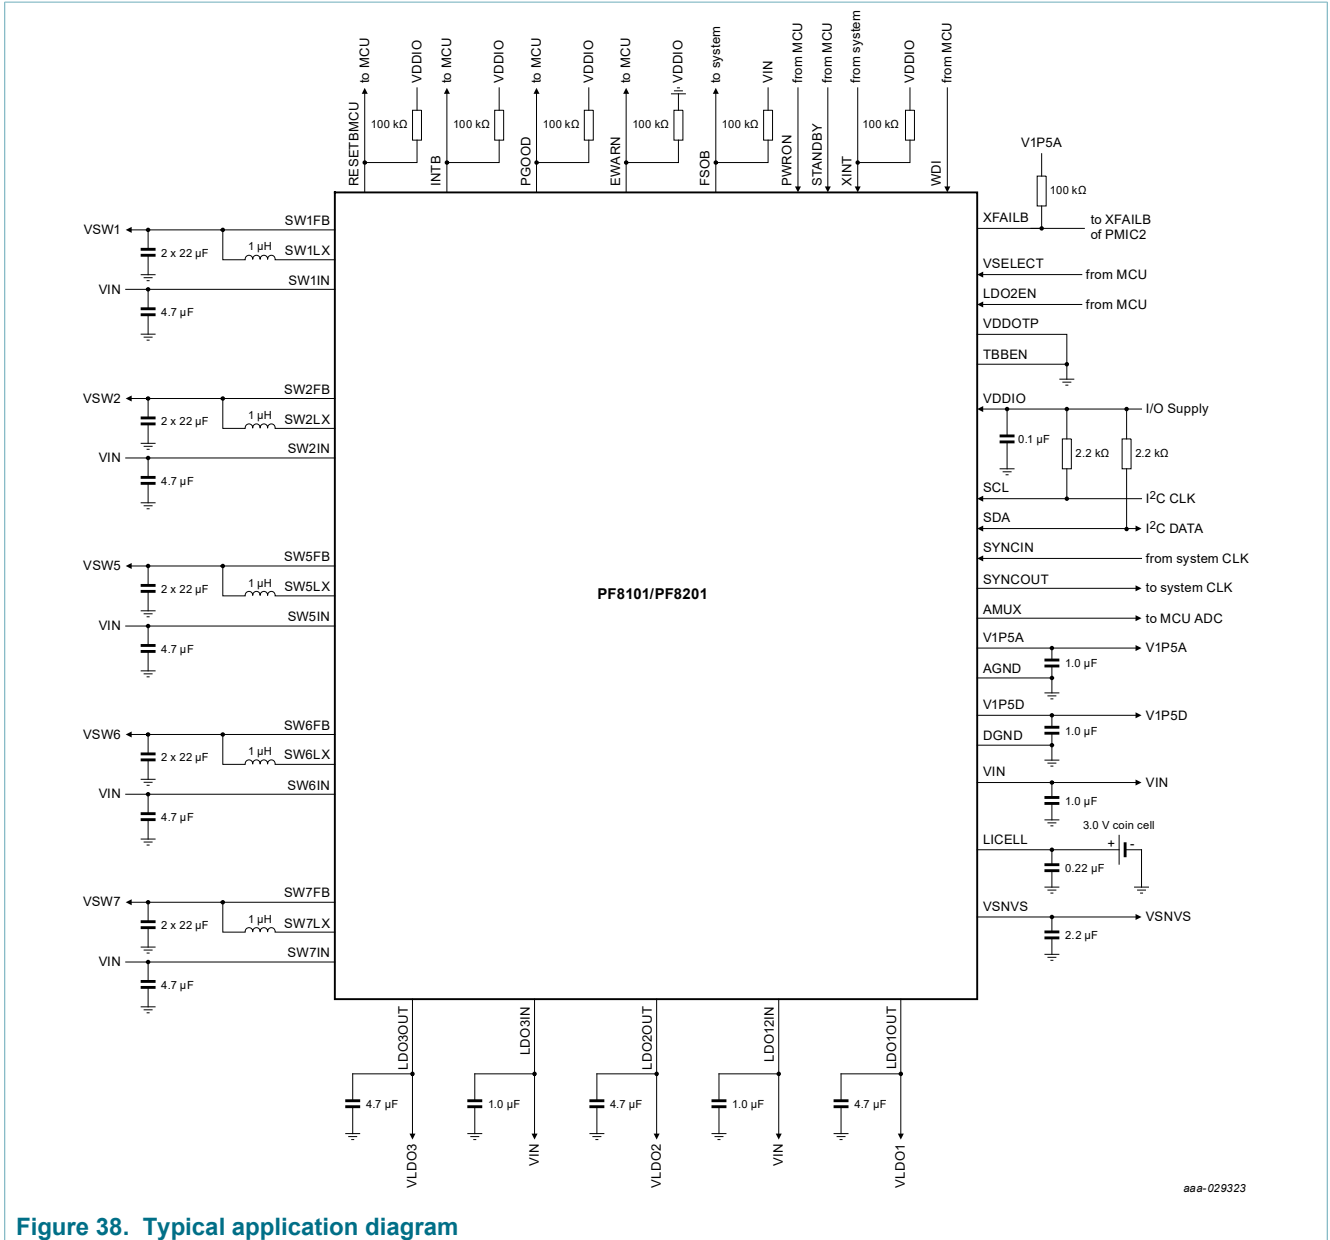 to MCU
VDDIO
to MCU
VDDIO
to MCU
VDDIO
to MCU
VDDIO
to system
VIN
from MCU
from MCU
from system
VDDIO
from MCU
100 kΩ
100 kΩ
100 kΩ
100 kΩ
100 kΩ
100 kΩ
RESETBMCU
INTB
PGOOD
EWARN
FSOB
PWRON
STANDBY
XINT
WDI
VSW1
SW1FB
2 x 22 µF
1 µH
SW1LX
VIN
SW1IN
4.7 µF
VSW2
SW2FB
2 x 22 µF
1 µH
SW2LX
VIN
SW2IN
4.7 µF
VSW5
SW5FB
2 x 22 µF
1 µH
SW5LX
VIN
SW5IN
4.7 µF
VSW6
SW6FB
2 x 22 µF
1 µH
SW6LX
VIN
SW6IN
4.7 µF
VSW7
SW7FB
2 x 22 µF
1 µH
SW7LX
VIN
SW7IN
4.7 µF
PF8101/PF8201
V1P5A
100 kΩ
XFAILB
to XFAILB
of PMIC2
VSELECT
from MCU
LDO2EN
from MCU
VDDOTP
TBBEN
VDDIO
I/O Supply
0.1 µF
2.2 kΩ
2.2 kΩ
SCL
I²C CLK
SDA
I²C DATA
SYNCIN
from system CLK
SYNCOUT
to system CLK
AMUX
to MCU ADC
V1P5A
V1P5A
1.0 µF
AGND
V1P5D
V1P5D
1.0 µF
DGND
VIN
VIN
1.0 µF
3.0 V coin cell
LICELL
+ -
0.22 µF
VSNVS
VSNVS
2.2 µF
LDO3OUT
LDO3IN
LDO2OUT
LDO12IN
LDO1OUT
4.7 µF
1.0 µF
4.7 µF
1.0 µF
4.7 µF
VLDO3
VIN
VLDO2
VIN
VLDO1
aaa-029323
Figure 38. Typical application diagram